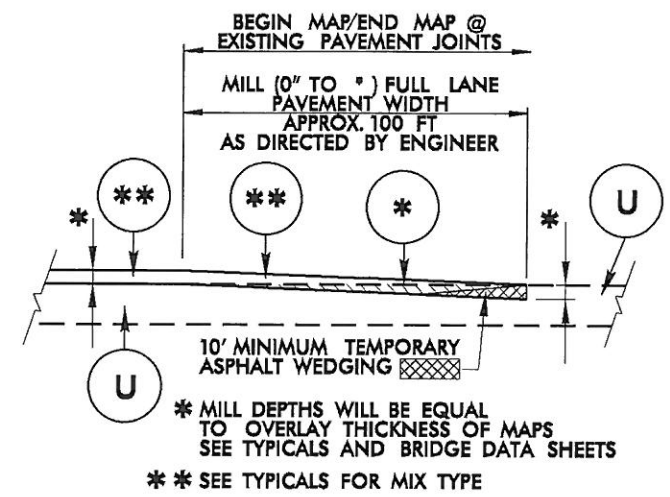 BEGIN MAP/END MAP @
EXISTING PAVEMENT JOINTS
MILL (0" TO * ) FULL LANE
PAVEMENT WIDTH
APPROX. 100 FT
AS DIRECTED BY ENGINEER
* ** ** * * U
U
10' MINIMUM TEMPORARY
ASPHALT WEDGING
* MILL DEPTHS WILL BE EQUAL
TO OVERLAY THICKNESS OF MAPS
SEE TYPICALS AND BRIDGE DATA SHEETS
** SEE TYPICALS FOR MIX TYPE